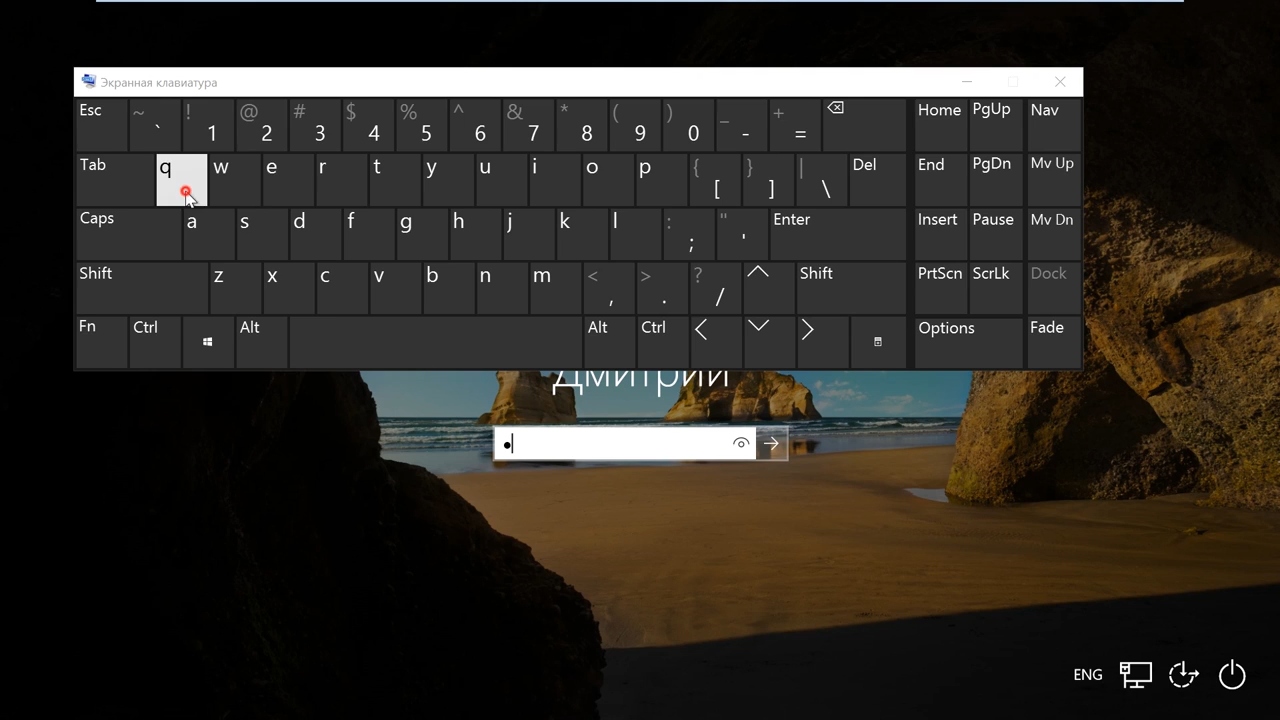 Экранная клавиатура
Esc ~ ` ! 1 @ 2 # 3 $ 4 % 5 ^ 6 & 7 * 8 ( 9 ) 0 _ - + = Home PgUp Nav
Tab q w e r t y u i o p { [ } ] | \ Del End PgDn Mv Up
Caps a s d f g h j k l : ; " ' Enter Insert Pause Mv Dn
Shift z x c v b n m < , > . ? / Shift PrtScn ScrLk Dock
Fn Ctrl Alt Alt Ctrl Options Fade
Дмитрий
ENG